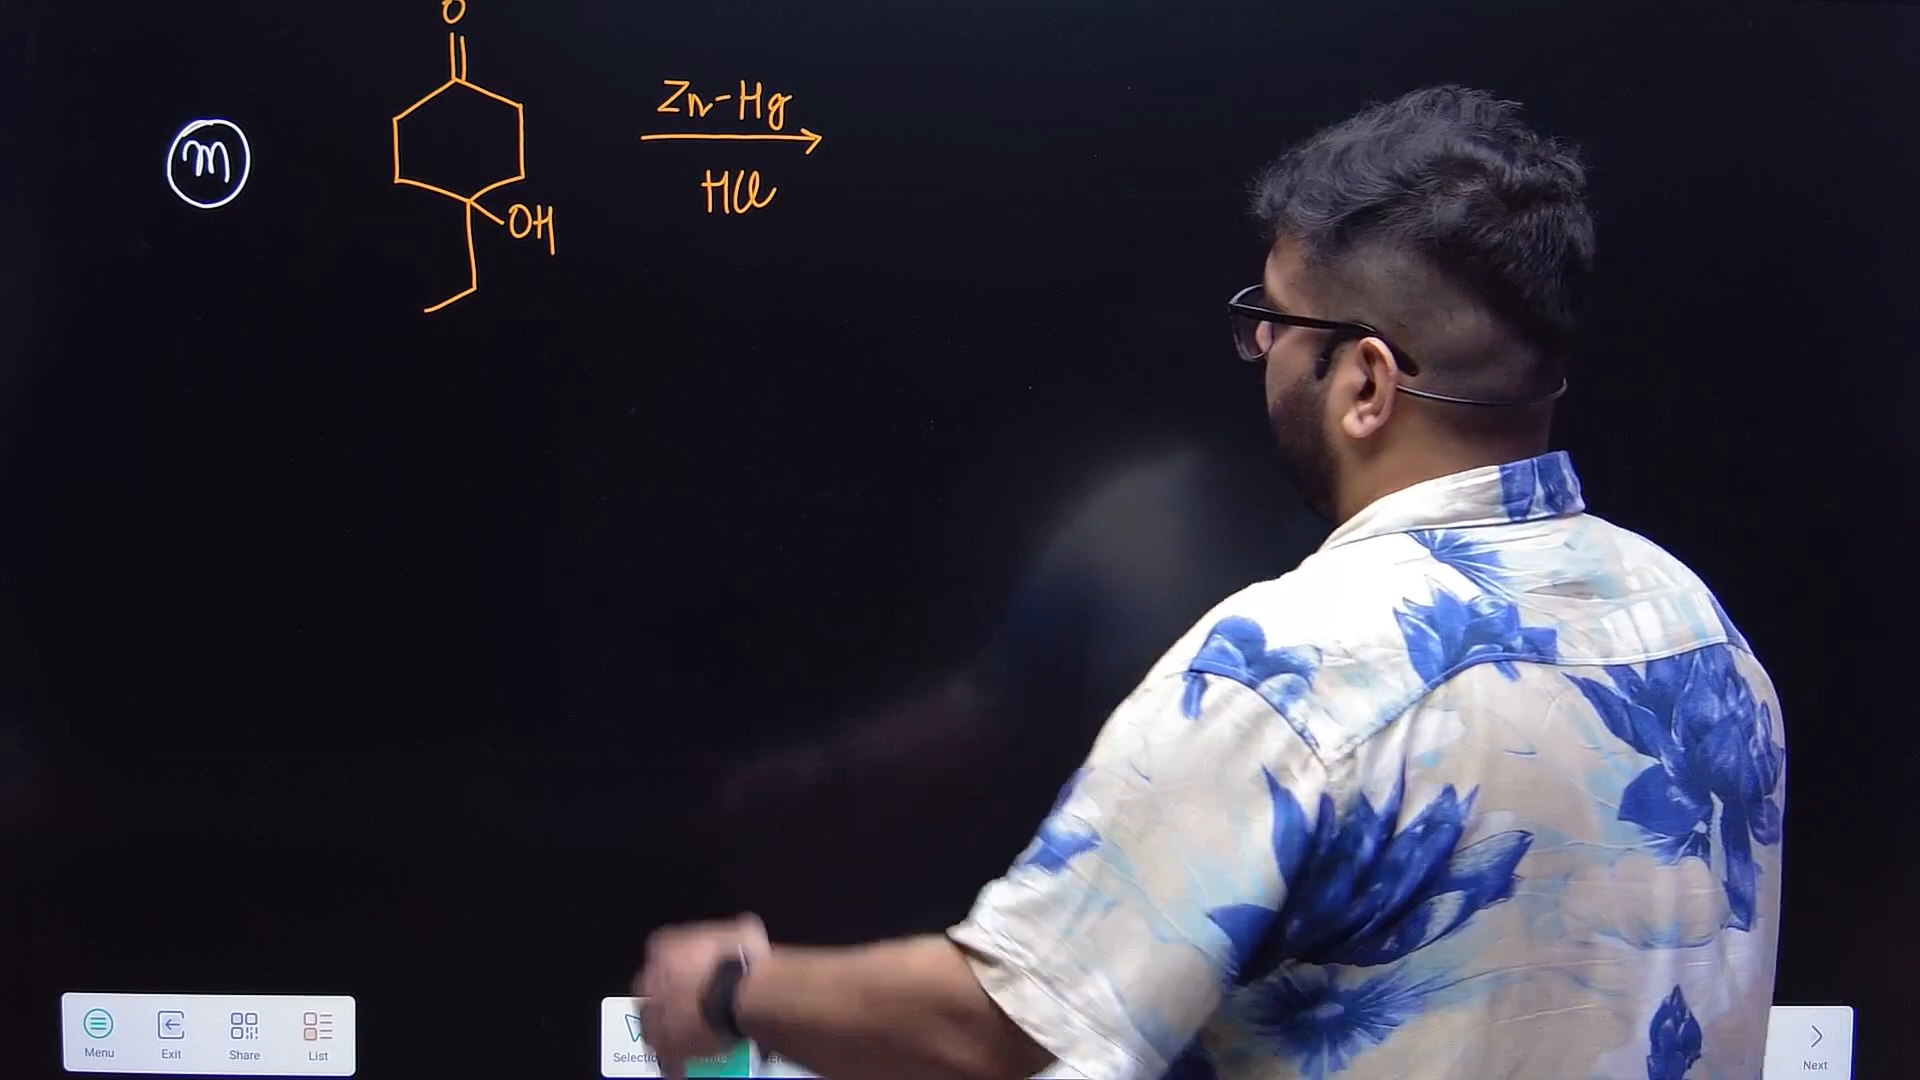 O
Zn-Hg
m
HCl
OH
Menu
Exit
Share
List
Next